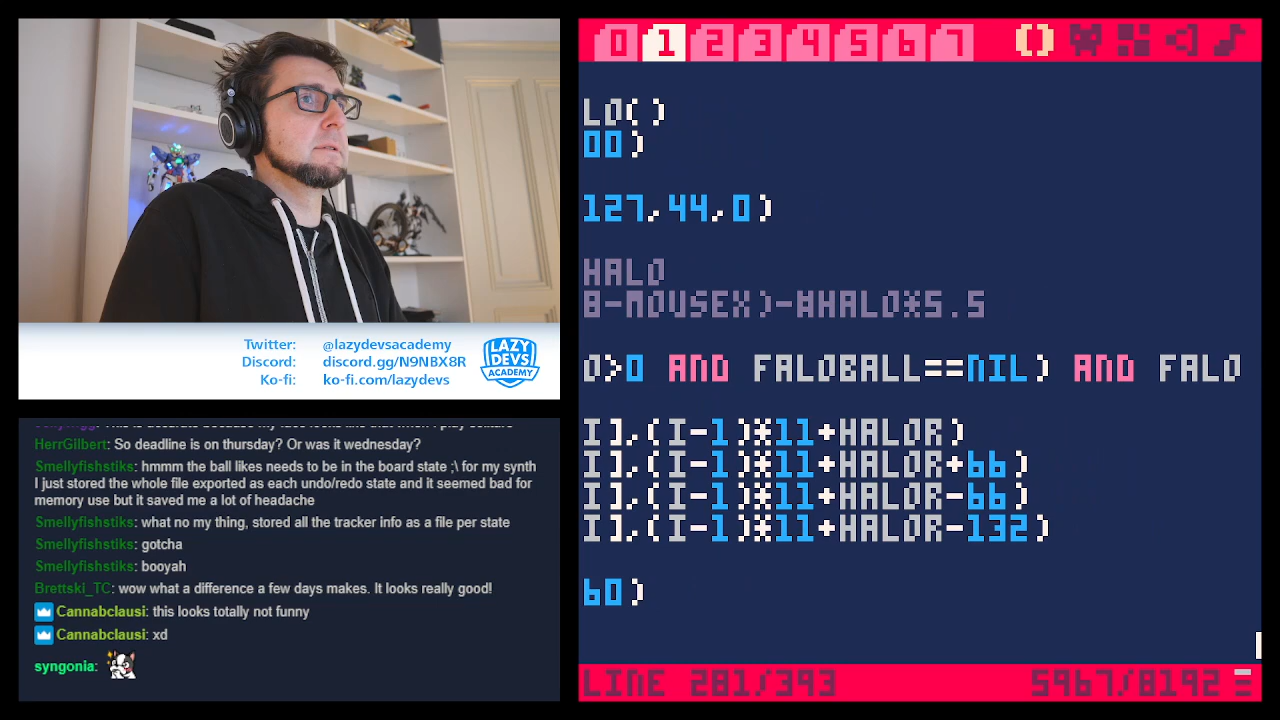 Twitter: @lazydevsacademy
Discord: discord.gg/N9NBX8R
Ko-fi: ko-fi.com/lazydevs
LAZY
DEVS
ACADEMY
HerrGilbert: So deadline is on thursday? Or was it wednesday?
Smellyfishstiks: hmmm the ball likes needs to be in the board state ;\ for my synth
I just stored the whole file exported as each undo/redo state and it seemed bad for
memory use but it saved me a lot of headache
Smellyfishstiks: what no my thing, stored all the tracker info as a file per state
Smellyfishstiks: gotcha
Smellyfishstiks: booyah
Brettski_TC: wow what a difference a few days makes. It looks really good!
Cannabclausi: this looks totally not funny
Cannabclausi: xd
syngonia:
0 1 2 3 4 5 6 7 ()
LO()
00)
127,44,0)
HALO
8-MOUSEX)-#HALO*5.5
O>0 AND FALOBALL==NIL) AND FALO
I],(I-1)*11+HALOR)
I],(I-1)*11+HALOR+66)
I],(I-1)*11+HALOR-66)
I],(I-1)*11+HALOR-132)
60)
LINE 281/393 5967/8192